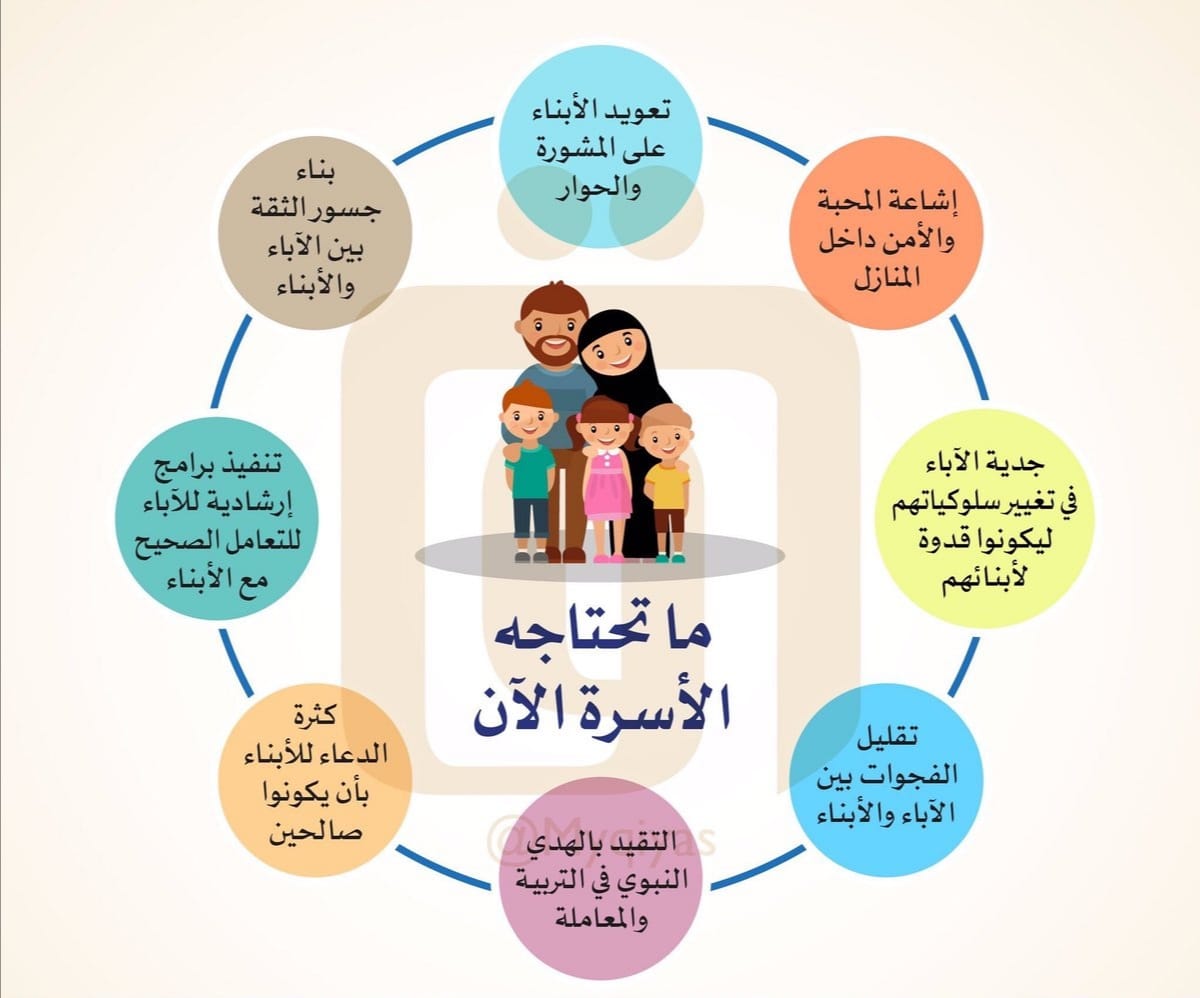 تعويد الأبناء
على المشورة
والحوار
إشاعة المحبة
والأمن داخل
المنازل
جدية الآباء
في تغيير سلوكياتهم
ليكونوا قدوة
لأبنائهم
تقليل
الفجوات بين
الآباء والأبناء
التقيد بالهدي
النبوي في التربية
والمعاملة
كثرة
الدعاء للأبناء
بأن يكونوا
صالحين
تنفيذ برامج
إرشادية للآباء
للتعامل الصحيح
مع الأبناء
بناء
جسور الثقة
بين الآباء
والأبناء
ما تحتاجه
الأسرة الآن
@Myqiyas